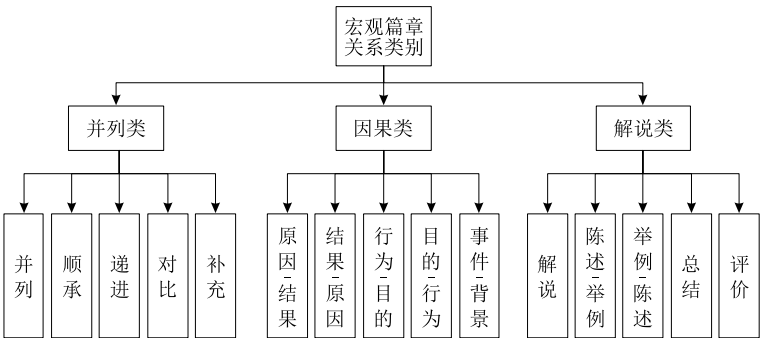 宏观篇章
关系类别
并列类
因果类
解说类
并列
顺承
递进
对比
补充
原因-结果
结果-原因
行为-目的
目的-行为
事件-背景
解说
陈述-举例
举例-陈述
总结
评价